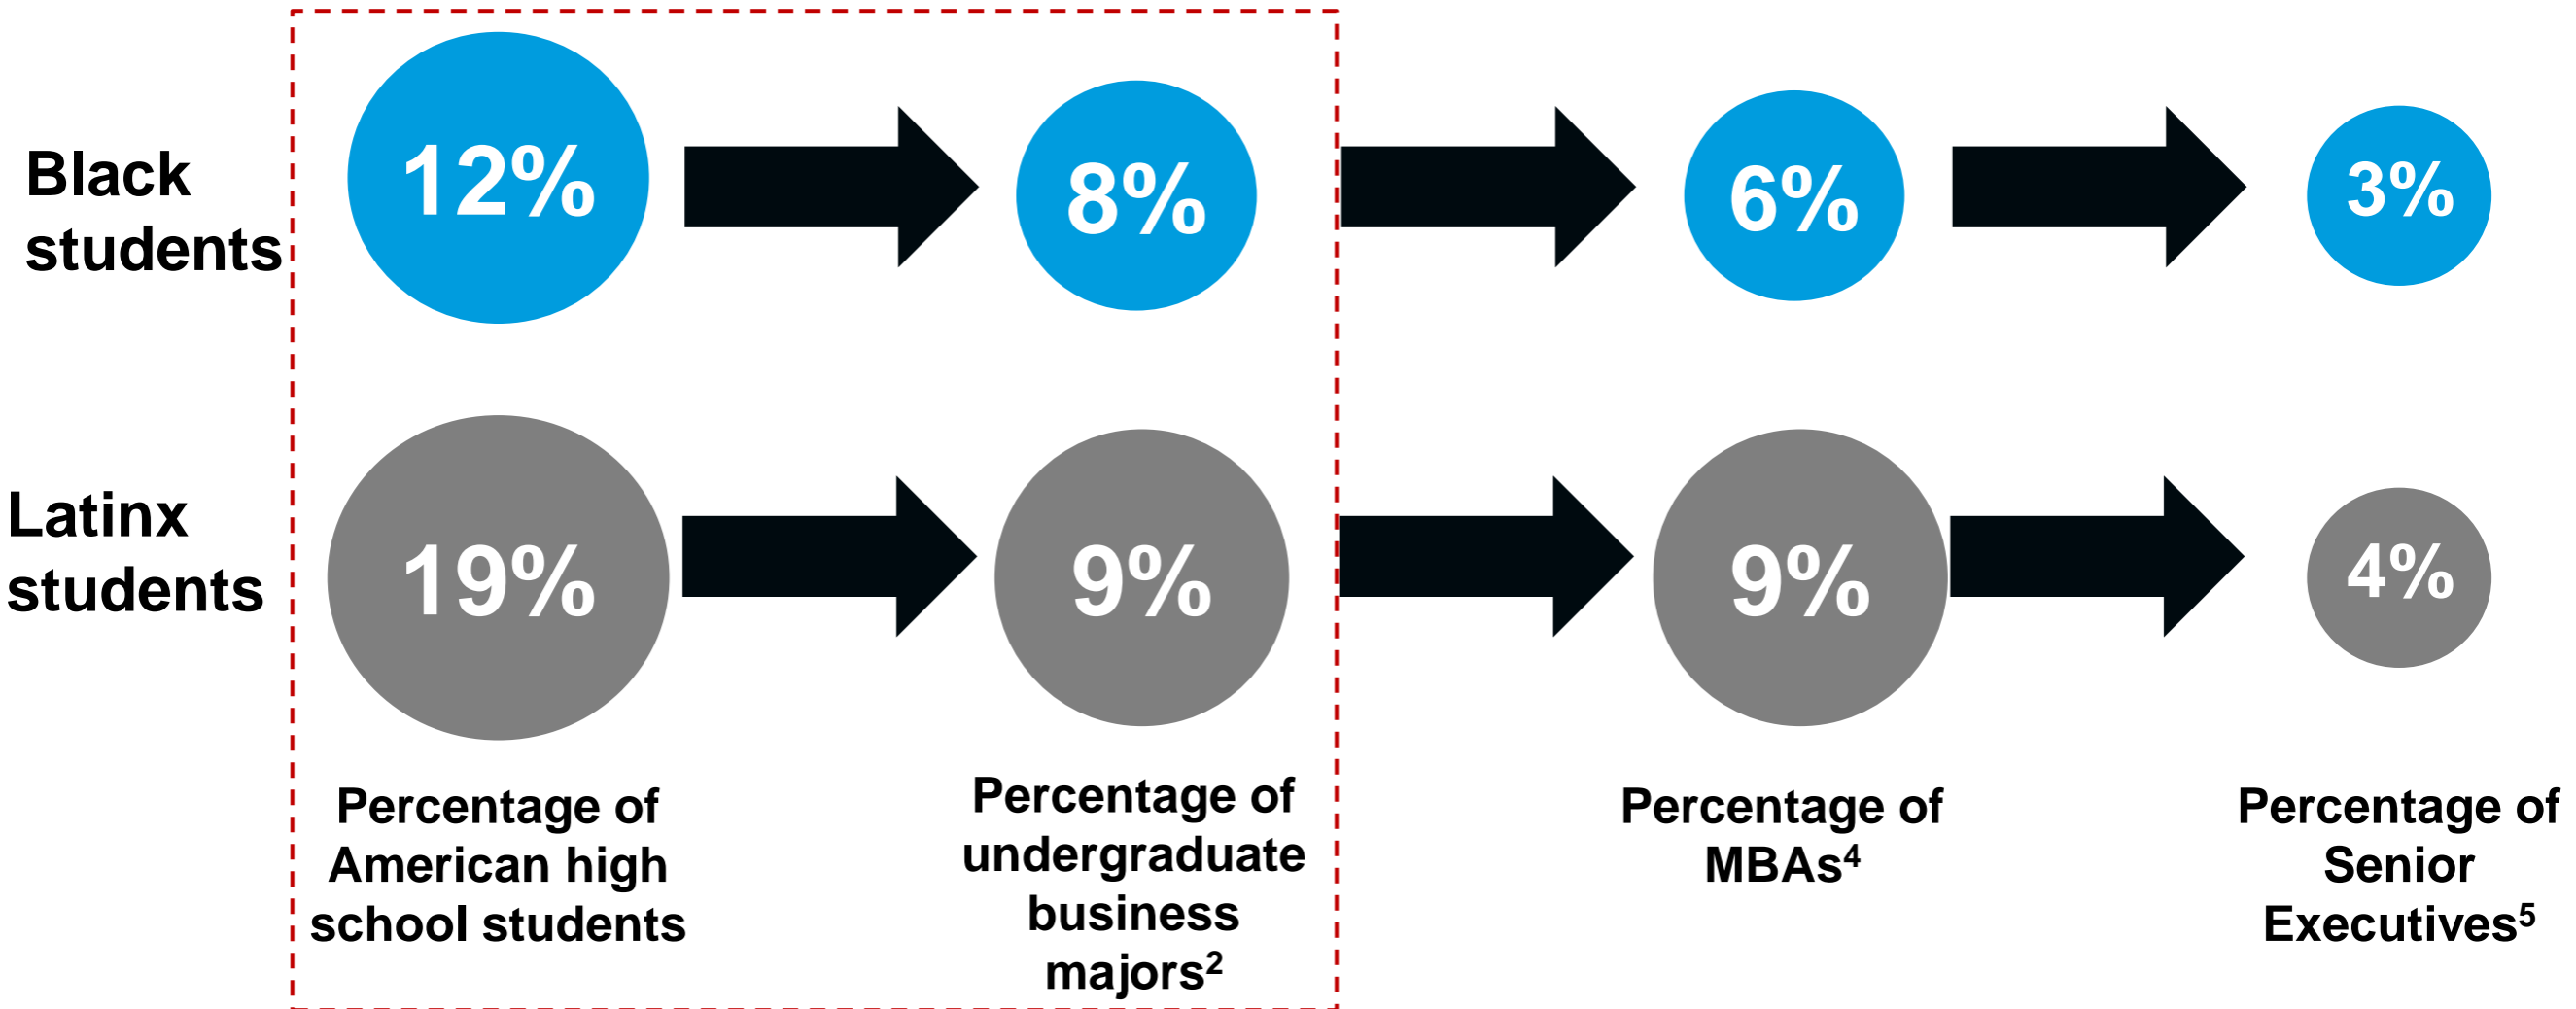 Black
students
12%
8%
6%
3%
Latinx
students
19%
9%
9%
4%
Percentage of
American high
school students
Percentage of
undergraduate
business
majors²
Percentage of
MBAs⁴
Percentage of
Senior
Executives⁵